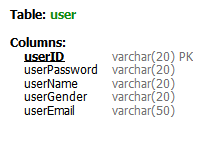 Table: user
Columns:
userID varchar(20) PK
userPassword varchar(20)
userName varchar(20)
userGender varchar(20)
userEmail varchar(50)